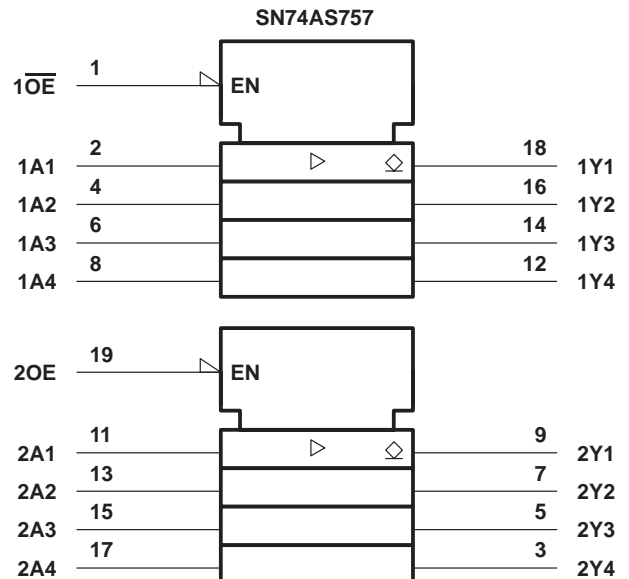 SN74AS757
1O̅E̅ 1 EN
1A1 2 18 1Y1
1A2 4 16 1Y2
1A3 6 14 1Y3
1A4 8 12 1Y4
2OE 19 EN
2A1 11 9 2Y1
2A2 13 7 2Y2
2A3 15 5 2Y3
2A4 17 3 2Y4